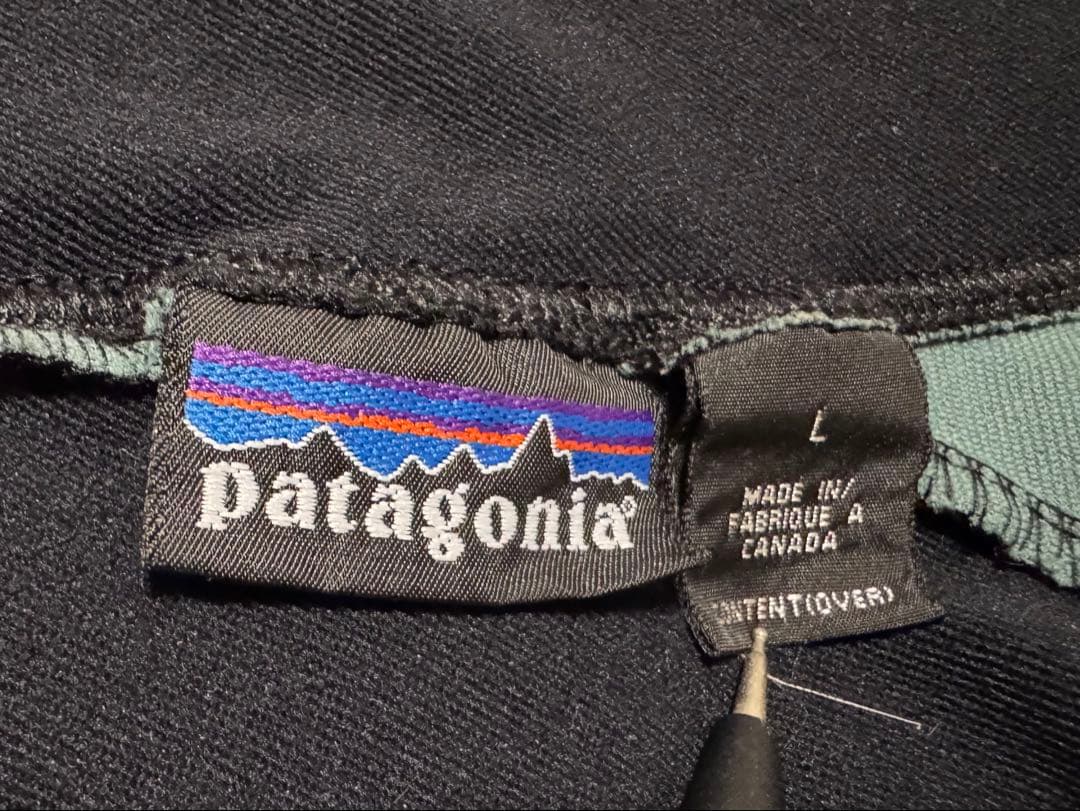 patagonia®
L
MADE IN/
FABRIQUE A
CANADA
CONTENT(OVER)